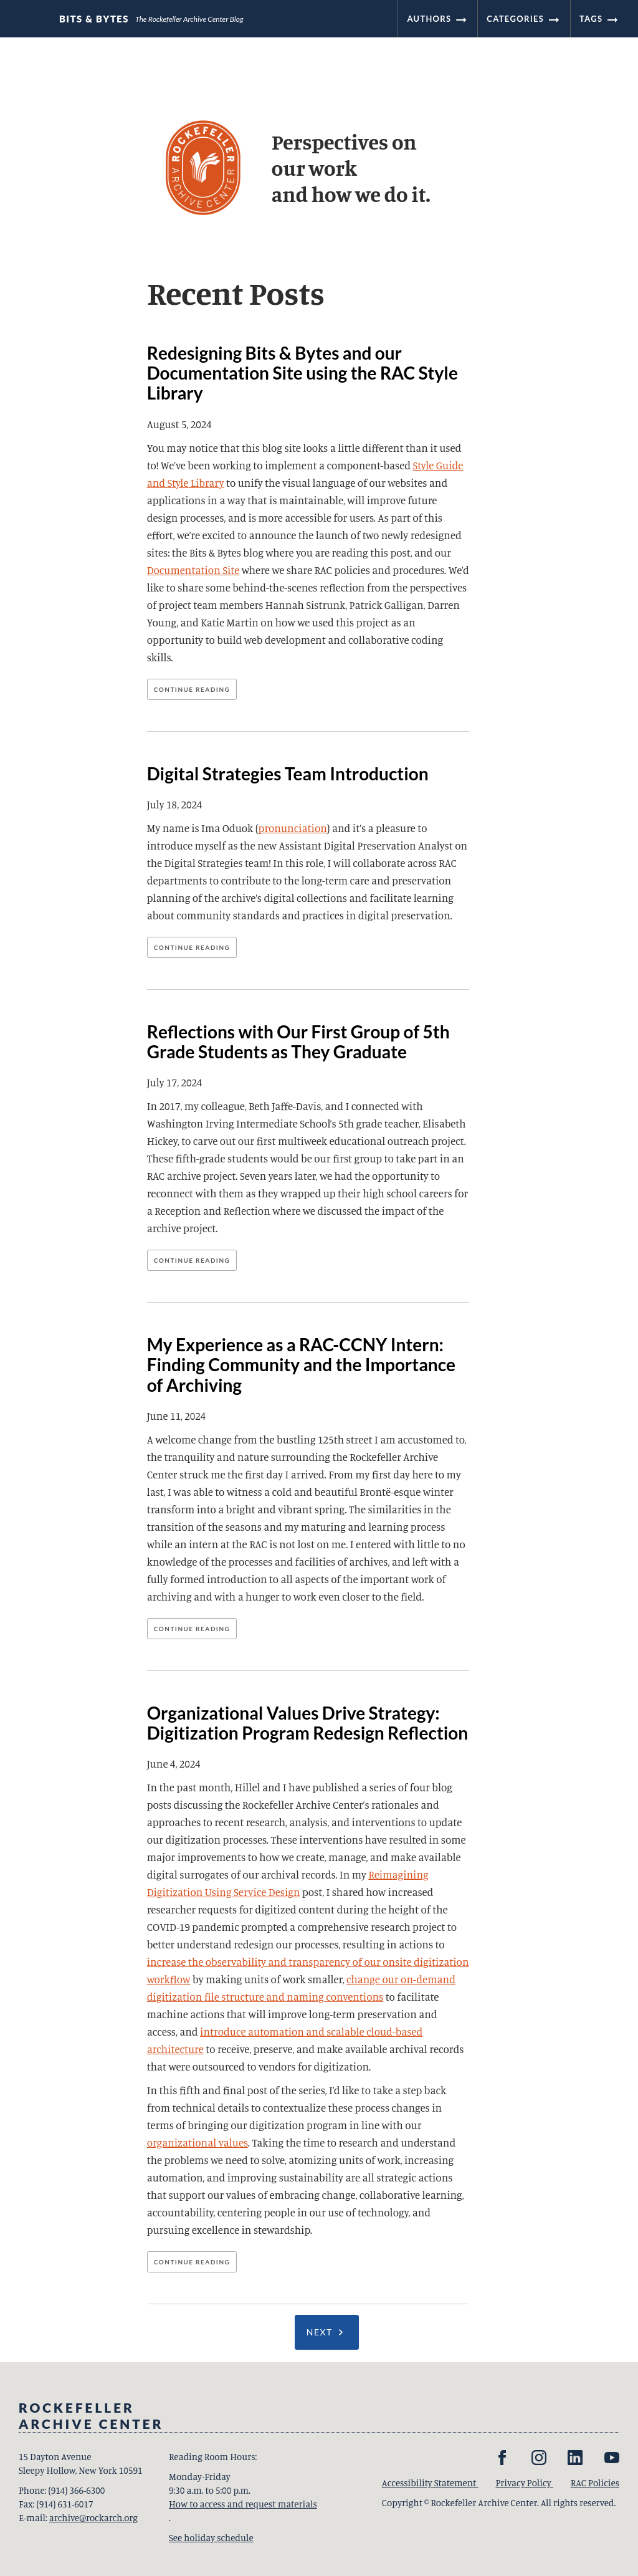 BITS & BYTES The Rockefeller Archive Center Blog AUTHORS CATEGORIES TAGS
ROCKEFELLER
ARCHIVE CENTER
Perspectives on
our work
and how we do it.
Recent Posts
Redesigning Bits & Bytes and our
Documentation Site using the RAC Style
Library
August 5, 2024
You may notice that this blog site looks a little different than it used
to! We've been working to implement a component-based Style Guide
and Style Library to unify the visual language of our websites and
applications in a way that is maintainable, will improve future
design processes, and is more accessible for users. As part of this
effort, we're excited to announce the launch of two newly redesigned
sites: the Bits & Bytes blog where you are reading this post, and our
Documentation Site where we share RAC policies and procedures. We'd
like to share some behind-the-scenes reflection from the perspectives
of project team members Hannah Sistrunk, Patrick Galligan, Darren
Young, and Katie Martin on how we used this project as an
opportunity to build web development and collaborative coding
skills.
CONTINUE READING
Digital Strategies Team Introduction
July 18, 2024
My name is Ima Oduok (pronunciation) and it's a pleasure to
introduce myself as the new Assistant Digital Preservation Analyst on
the Digital Strategies team! In this role, I will collaborate across RAC
departments to contribute to the long-term care and preservation
planning of the archive's digital collections and facilitate learning
about community standards and practices in digital preservation.
CONTINUE READING
Reflections with Our First Group of 5th
Grade Students as They Graduate
July 17, 2024
In 2017, my colleague, Beth Jaffe-Davis, and I connected with
Washington Irving Intermediate School's 5th grade teacher, Elisabeth
Hickey, to carve out our first multiweek educational outreach project.
These fifth-grade students would be our first group to take part in an
RAC archive project. Seven years later, we had the opportunity to
reconnect with them as they wrapped up their high school careers for
a Reception and Reflection where we discussed the impact of the
archive project.
CONTINUE READING
My Experience as a RAC-CCNY Intern:
Finding Community and the Importance
of Archiving
June 11, 2024
A welcome change from the bustling 125th street I am accustomed to,
the tranquility and nature surrounding the Rockefeller Archive
Center struck me the first day I arrived. From my first day here to my
last, I was able to witness a cold and beautiful Brontë-esque winter
transform into a bright and vibrant spring. The similarities in the
transition of the seasons and my maturing and learning process
while an intern at the RAC is not lost on me. I entered with little to no
knowledge of the processes and facilities of archives, and left with a
fully formed introduction to all aspects of the important work of
archiving and with a hunger to work even closer to the field.
CONTINUE READING
Organizational Values Drive Strategy:
Digitization Program Redesign Reflection
June 4, 2024
In the past month, Hillel and I have published a series of four blog
posts discussing the Rockefeller Archive Center's rationales and
approaches to recent research, analysis, and interventions to update
our digitization processes. These interventions have resulted in some
major improvements to how we create, manage, and make available
digital surrogates of our archival records. In my Reimagining
Digitization Using Service Design post, I shared how increased
researcher requests for digitized content during the height of the
COVID-19 pandemic prompted a comprehensive research project to
better understand redesign our processes, resulting in actions to
increase the observability and transparency of our onsite digitization
workflow by making units of work smaller, change our on-demand
digitization file structure and naming conventions to facilitate
machine actions that will improve long-term preservation and
access, and introduce automation and scalable cloud-based
architecture to receive, preserve, and make available archival records
that were outsourced to vendors for digitization.
In this fifth and final post of the series, I'd like to take a step back
from technical details to contextualize these process changes in
terms of bringing our digitization program in line with our
organizational values. Taking the time to research and understand
the problems we need to solve, atomizing units of work, increasing
automation, and improving sustainability are all strategic actions
that support our values of embracing change, collaborative learning,
accountability, centering people in our use of technology, and
pursuing excellence in stewardship.
CONTINUE READING
NEXT
ROCKEFELLER
ARCHIVE CENTER
15 Dayton Avenue
Sleepy Hollow, New York 10591
Phone: (914) 366-6300
Fax: (914) 631-6017
E-mail: archive@rockarch.org
Reading Room Hours:
Monday-Friday
9:30 a.m. to 5:00 p.m.
How to access and request materials
.
See holiday schedule
Accessibility Statement Privacy Policy RAC Policies
Copyright © Rockefeller Archive Center. All rights reserved.